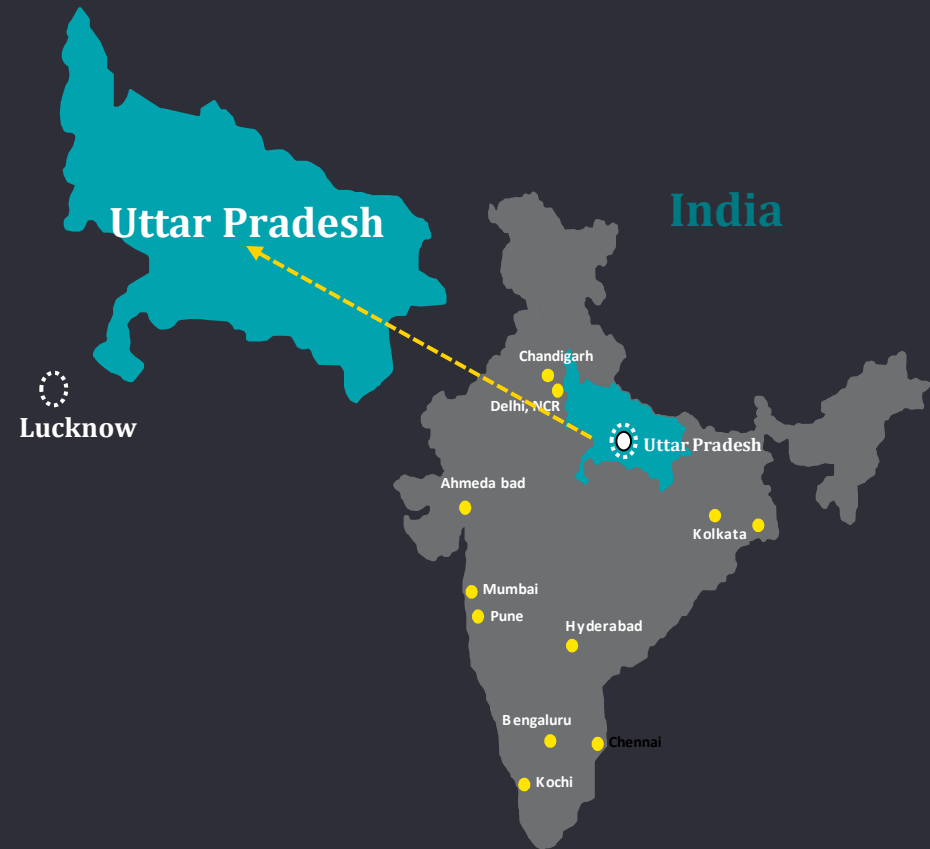 India
Uttar Pradesh
Chandigarh
Delhi, NCR
Lucknow
Uttar Pradesh
Ahmeda bad
Kolkata
Mumbai
Pune
Hyderabad
Bengaluru
Chennai
Kochi